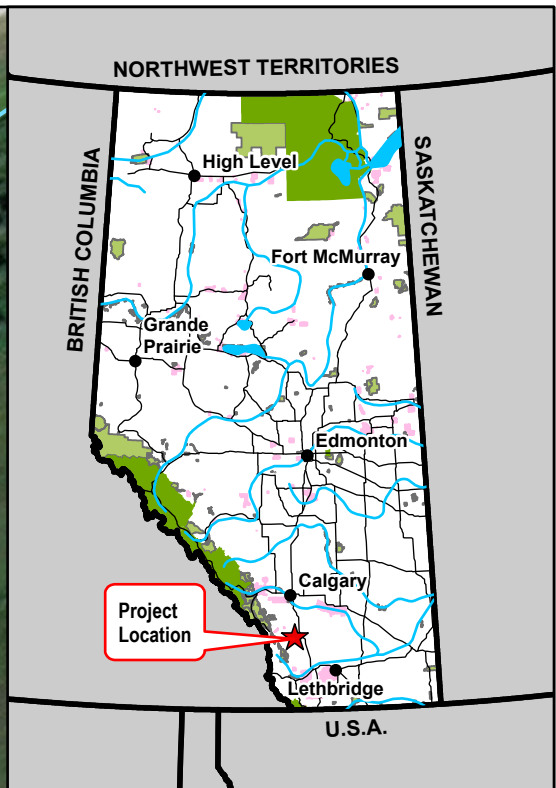 NORTHWEST TERRITORIES
BRITISH COLUMBIA
SASKATCHEWAN
High Level
Fort McMurray
Grande
Prairie
Edmonton
Calgary
Project
Location
Lethbridge
U.S.A.